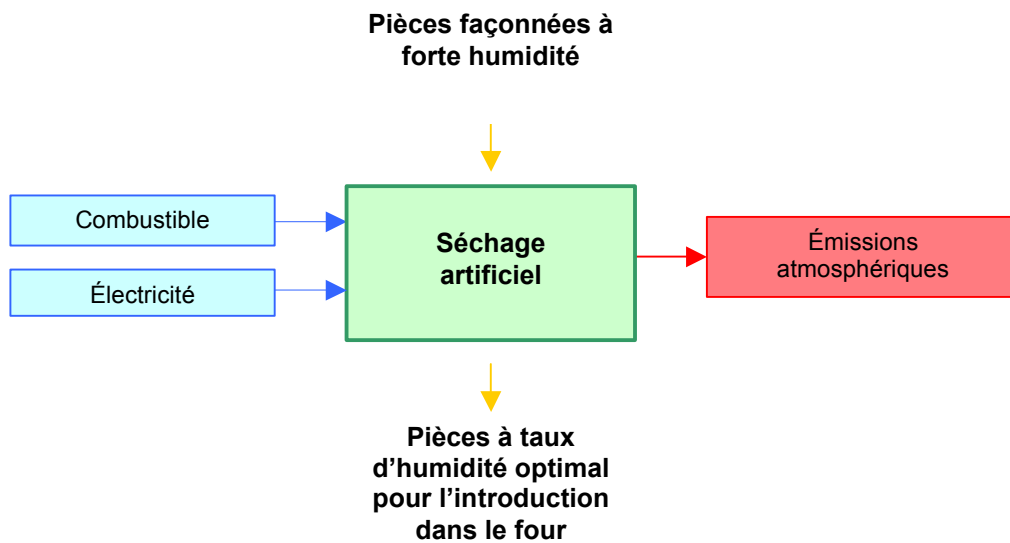 Pièces façonnées à
forte humidité
Combustible
Électricité
Séchage
artificiel
Émissions
atmosphériques
Pièces à taux
d’humidité optimal
pour l’introduction
dans le four